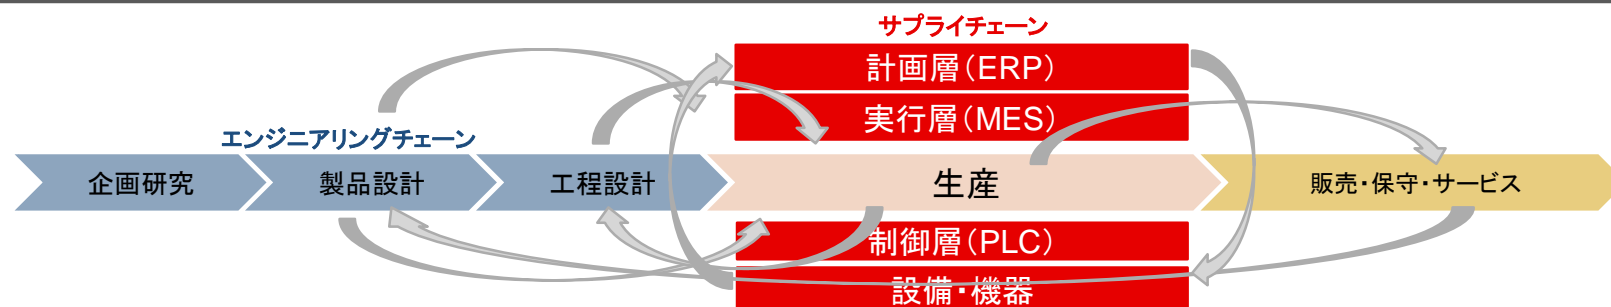 サプライチェーン
計画層(ERP)
実行層(MES)
エンジニアリングチェーン
企画研究
製品設計
工程設計
生産
販売・保守・サービス
制御層(PLC)
設備・機器